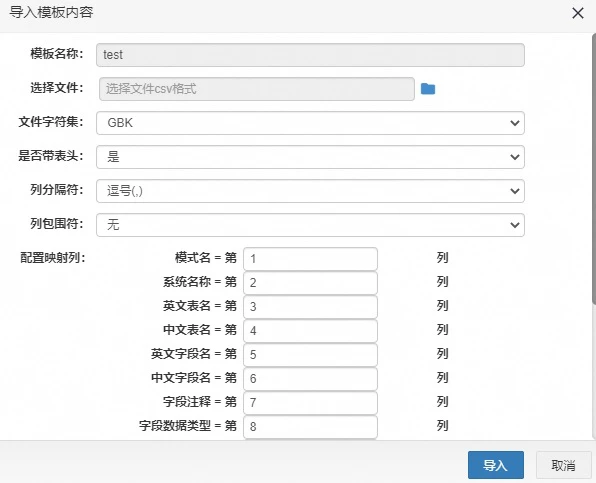 导入模板内容
模板名称： test
选择文件： 选择文件csv格式
文件字符集： GBK
是否带表头： 是
列分隔符： 逗号(,)
列包围符： 无
配置映射列： 模式名 = 第 1 列
系统名称 = 第 2 列
英文表名 = 第 3 列
中文表名 = 第 4 列
英文字段名 = 第 5 列
中文字段名 = 第 6 列
字段注释 = 第 7 列
字段数据类型 = 第 8 列
导入 取消